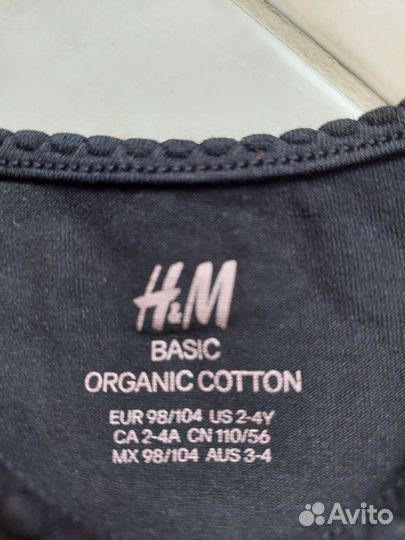 H&M
BASIC
ORGANIC COTTON
EUR 98/104 US 2-4Y
CA 2-4A CN 110/56
MX 98/104 AUS 3-4
Avito